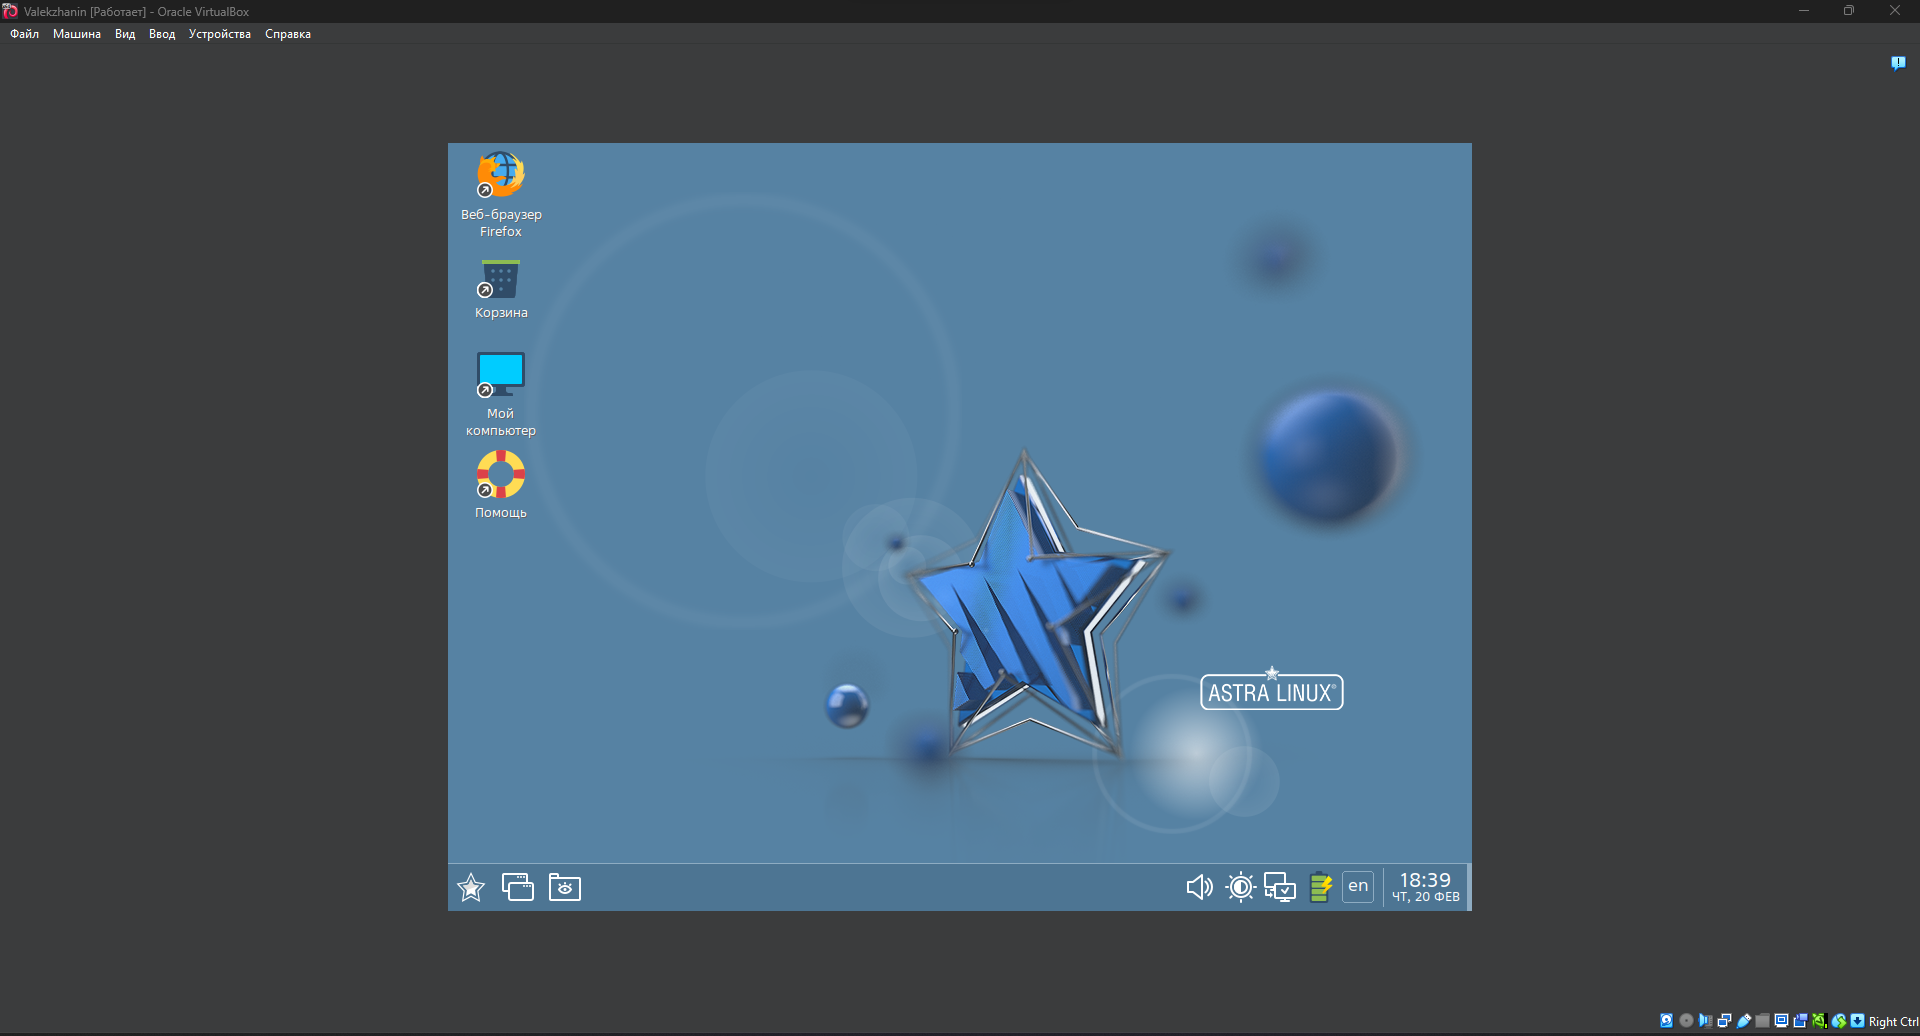 Valekzhanin [Работает] - Oracle VirtualBox
Файл Машина Вид Ввод Устройства Справка
Веб-браузер
Firefox
Корзина
Мой
компьютер
Помощь
ASTRA LINUX®
en
18:39
ЧТ, 20 ФЕВ
Right Ctrl